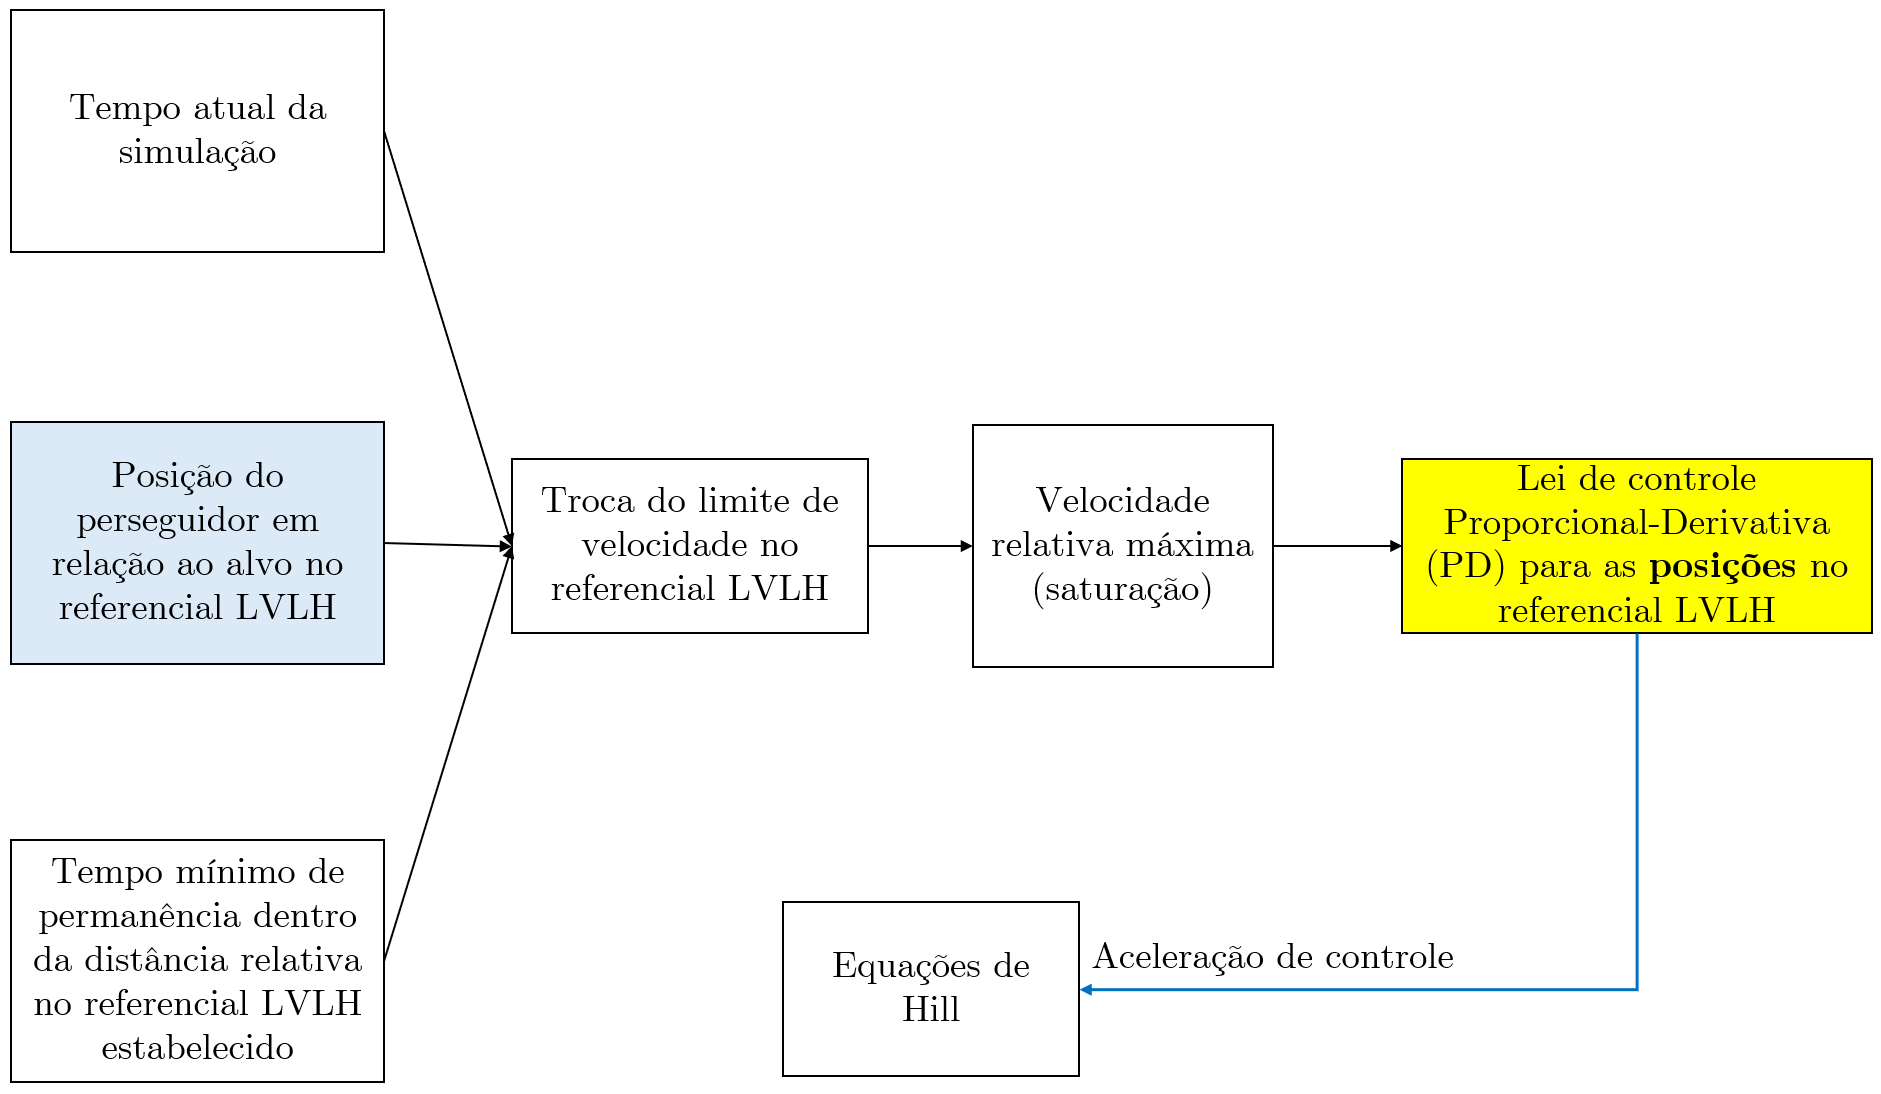 Tempo atual da
simulação
Posição do
perseguidor em
relação ao alvo no
referencial LVLH
Tempo mínimo de
permanência dentro
da distância relativa
no referencial LVLH
estabelecido
Troca do limite de
velocidade no
referencial LVLH
Velocidade
relativa máxima
(saturação)
Lei de controle
Proporcional-Derivativa
(PD) para as posições no
referencial LVLH
Equações de
Hill
Aceleração de controle